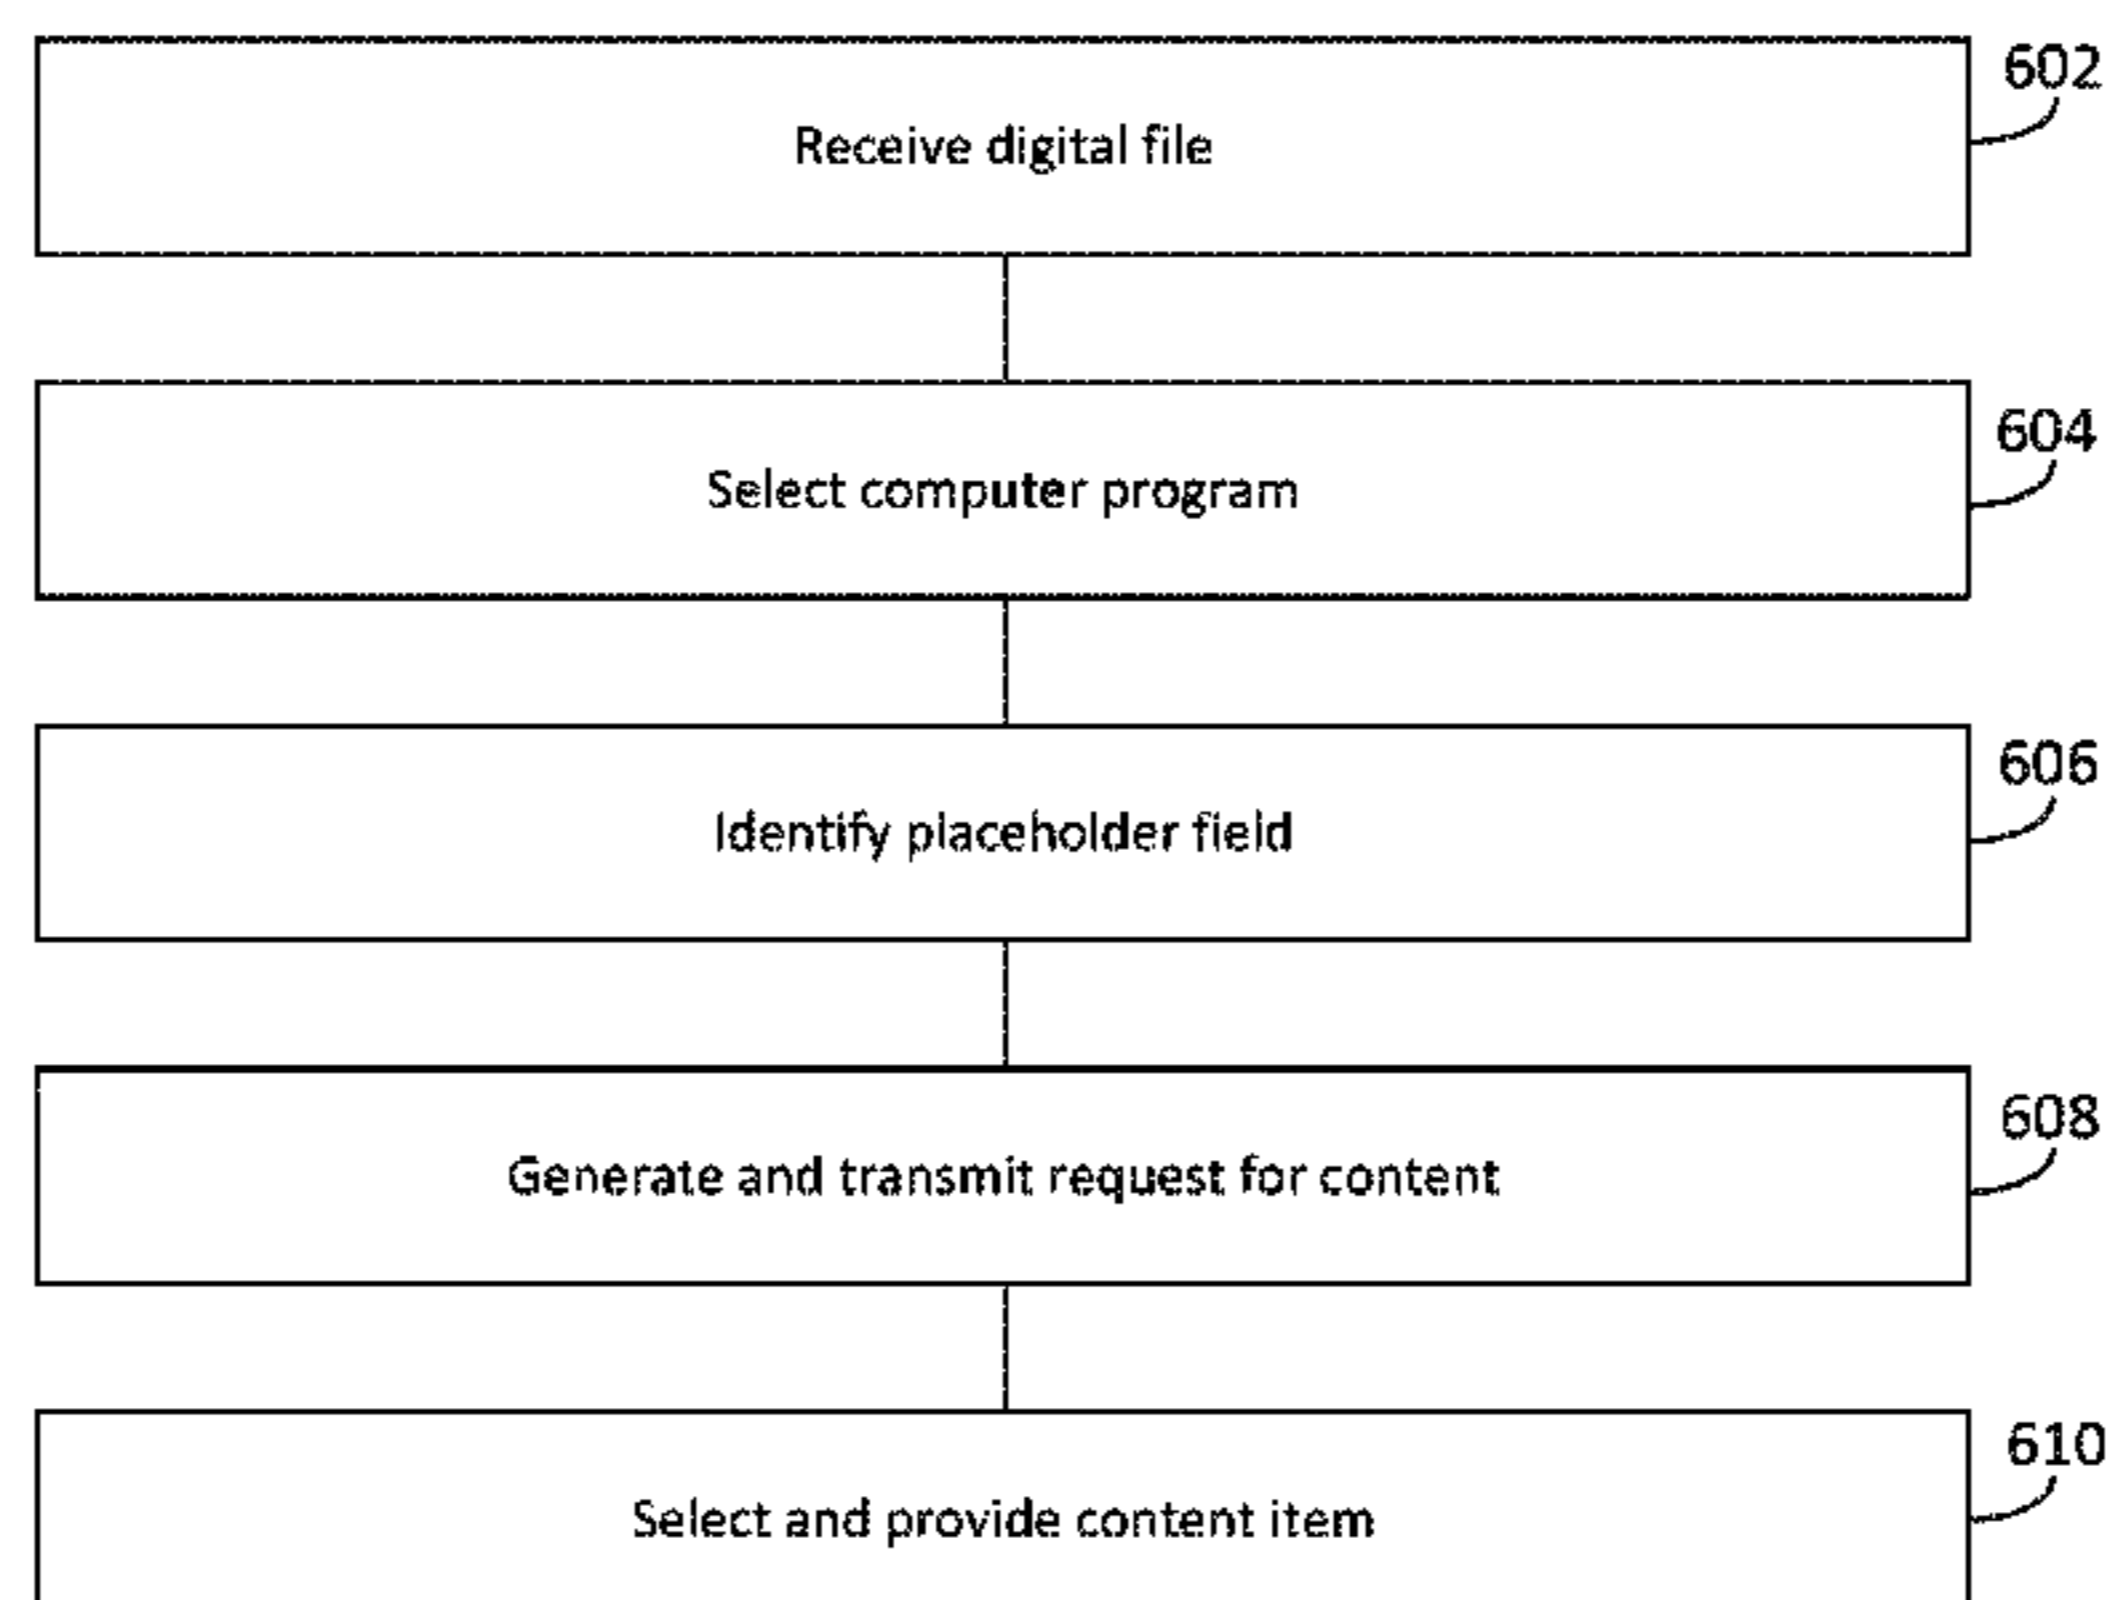 602
Receive digital file
604
Select computer program
606
Identify placeholder field
608
Generate and transmit request for content
610
Select and provide content item